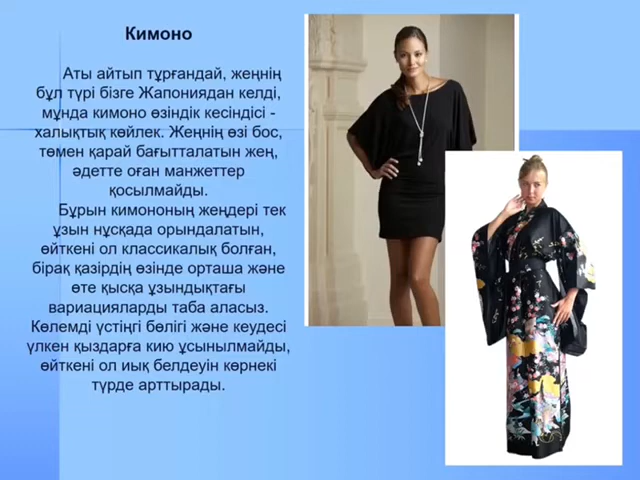 Кимоно
Аты айтып тұрғандай, жеңнің
бұл түрі бізге Жапониядан келді,
мұнда кимоно өзіндік кесіндісі -
халықтық көйлек. Жеңнің өзі бос,
төмен қарай бағытталатын жең,
әдетте оған манжеттер
қосылмайды.
Бұрын кимононың жеңдері тек
ұзын нұсқада орындалатын,
өйткені ол классикалық болған,
бірақ қазірдің өзінде орташа және
өте қысқа ұзындықтағы
вариацияларды таба аласыз.
Көлемді үстіңгі бөлігі және кеудесі
үлкен қыздарға кию ұсынылмайды,
өйткені ол иық белдеуін көрнекі
түрде арттырады.